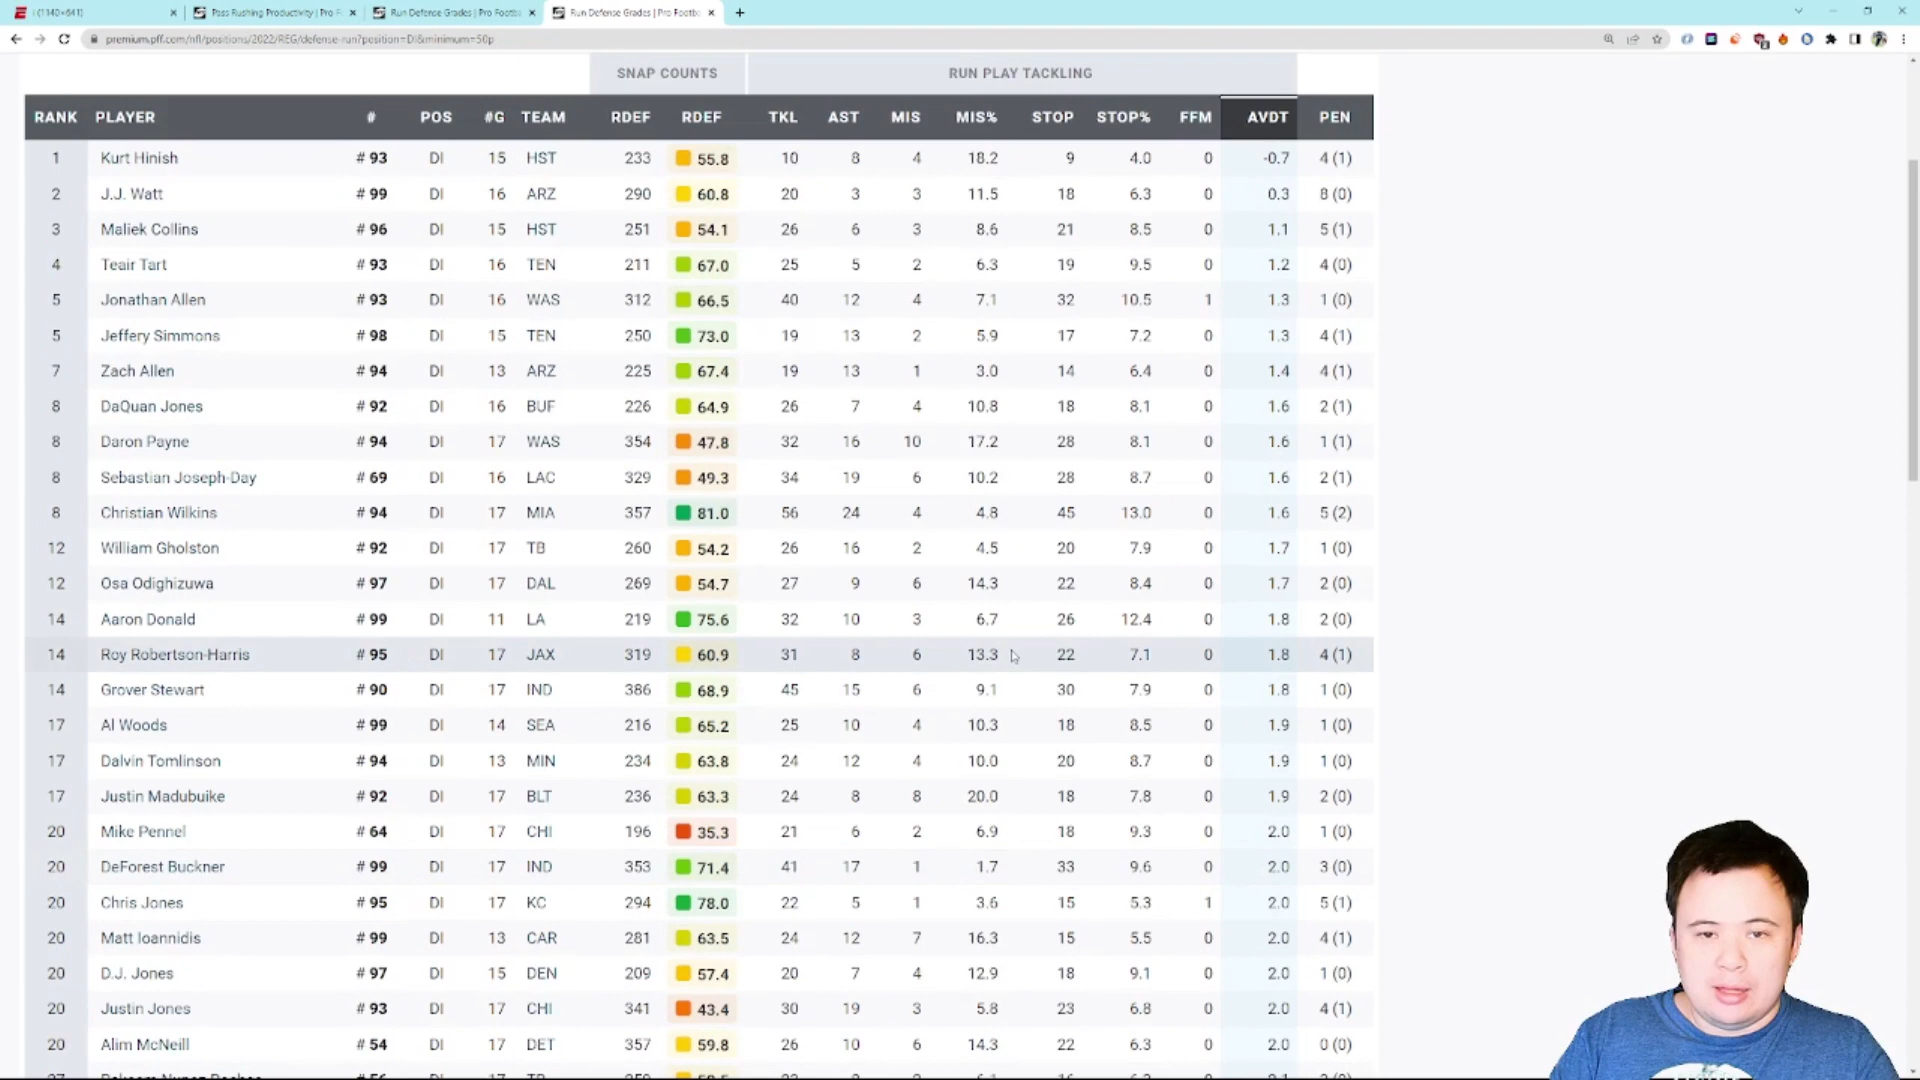 i (1140×641)
Pass Rushing Productivity | Pro F
Run Defense Grades | Pro Footb
Run Defense Grades | Pro Footb
premium.pff.com/nfl/positions/2022/REG/defense-run?position=DI&minimum=50p
SNAP COUNTS RUN PLAY TACKLING
RANK PLAYER # POS #G TEAM RDEF RDEF TKL AST MIS MIS% STOP STOP% FFM AVDT PEN
1 Kurt Hinish # 93 DI 15 HST 233 55.8 10 8 4 18.2 9 4.0 0 -0.7 4 (1)
2 J.J. Watt # 99 DI 16 ARZ 290 60.8 20 3 3 11.5 18 6.3 0 0.3 8 (0)
3 Maliek Collins # 96 DI 15 HST 251 54.1 26 6 3 8.6 21 8.5 0 1.1 5 (1)
4 Teair Tart # 93 DI 16 TEN 211 67.0 25 5 2 6.3 19 9.5 0 1.2 4 (0)
5 Jonathan Allen # 93 DI 16 WAS 312 66.5 40 12 4 7.1 32 10.5 1 1.3 1 (0)
5 Jeffery Simmons # 98 DI 15 TEN 250 73.0 19 13 2 5.9 17 7.2 0 1.3 4 (1)
7 Zach Allen # 94 DI 13 ARZ 225 67.4 19 13 1 3.0 14 6.4 0 1.4 4 (1)
8 DaQuan Jones # 92 DI 16 BUF 226 64.9 26 7 4 10.8 18 8.1 0 1.6 2 (1)
8 Daron Payne # 94 DI 17 WAS 354 47.8 32 16 10 17.2 28 8.1 0 1.6 1 (1)
8 Sebastian Joseph-Day # 69 DI 16 LAC 329 49.3 34 19 6 10.2 28 8.7 0 1.6 2 (1)
8 Christian Wilkins # 94 DI 17 MIA 357 81.0 56 24 4 4.8 45 13.0 0 1.6 5 (2)
12 William Gholston # 92 DI 17 TB 260 54.2 26 16 2 4.5 20 7.9 0 1.7 1 (0)
12 Osa Odighizuwa # 97 DI 17 DAL 269 54.7 27 9 6 14.3 22 8.4 0 1.7 2 (0)
14 Aaron Donald # 99 DI 11 LA 219 75.6 32 10 3 6.7 26 12.4 0 1.8 2 (0)
14 Roy Robertson-Harris # 95 DI 17 JAX 319 60.9 31 8 6 13.3 22 7.1 0 1.8 4 (1)
14 Grover Stewart # 90 DI 17 IND 386 68.9 45 15 6 9.1 30 7.9 0 1.8 1 (0)
17 Al Woods # 99 DI 14 SEA 216 65.2 25 10 4 10.3 18 8.5 0 1.9 1 (0)
17 Dalvin Tomlinson # 94 DI 13 MIN 234 63.8 24 12 4 10.0 20 8.7 0 1.9 1 (0)
17 Justin Madubuike # 92 DI 17 BLT 236 63.3 24 8 8 20.0 18 7.8 0 1.9 2 (0)
20 Mike Pennel # 64 DI 17 CHI 196 35.3 21 6 2 6.9 18 9.3 0 2.0 1 (0)
20 DeForest Buckner # 99 DI 17 IND 353 71.4 41 17 1 1.7 33 9.6 0 2.0 3 (0)
20 Chris Jones # 95 DI 17 KC 294 78.0 22 5 1 3.6 15 5.3 1 2.0 5 (1)
20 Matt Ioannidis # 99 DI 13 CAR 281 63.5 24 12 7 16.3 15 5.5 0 2.0 4 (1)
20 D.J. Jones # 97 DI 15 DEN 209 57.4 20 7 4 12.9 18 9.1 0 2.0 1 (0)
20 Justin Jones # 93 DI 17 CHI 341 43.4 30 19 3 5.8 23 6.8 0 2.0 4 (1)
20 Alim McNeill # 54 DI 17 DET 357 59.8 26 10 6 14.3 22 6.3 0 2.0 0 (0)